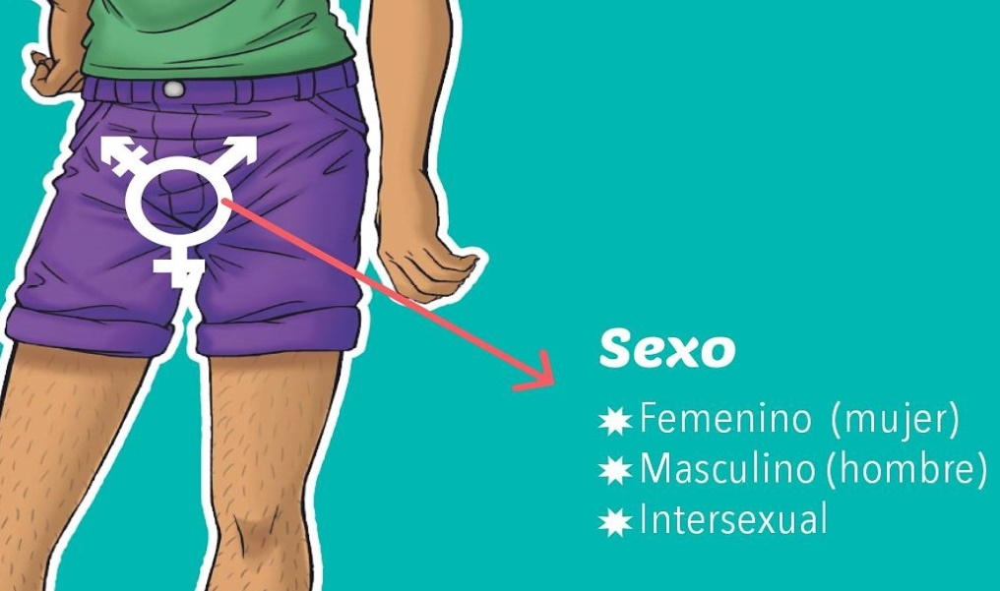 Sexo
Femenino (mujer)
Masculino (hombre)
Intersexual